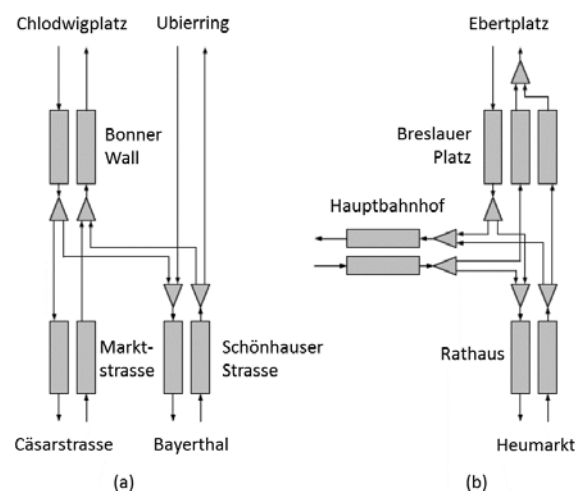 Chlodwigplatz
Ubierring
Bonner
Wall
Markt-
strasse
Schönhauser
Strasse
Cäsarstrasse
Bayerthal
(a)
Ebertplatz
Breslauer
Platz
Hauptbahnhof
Rathaus
Heumarkt
(b)